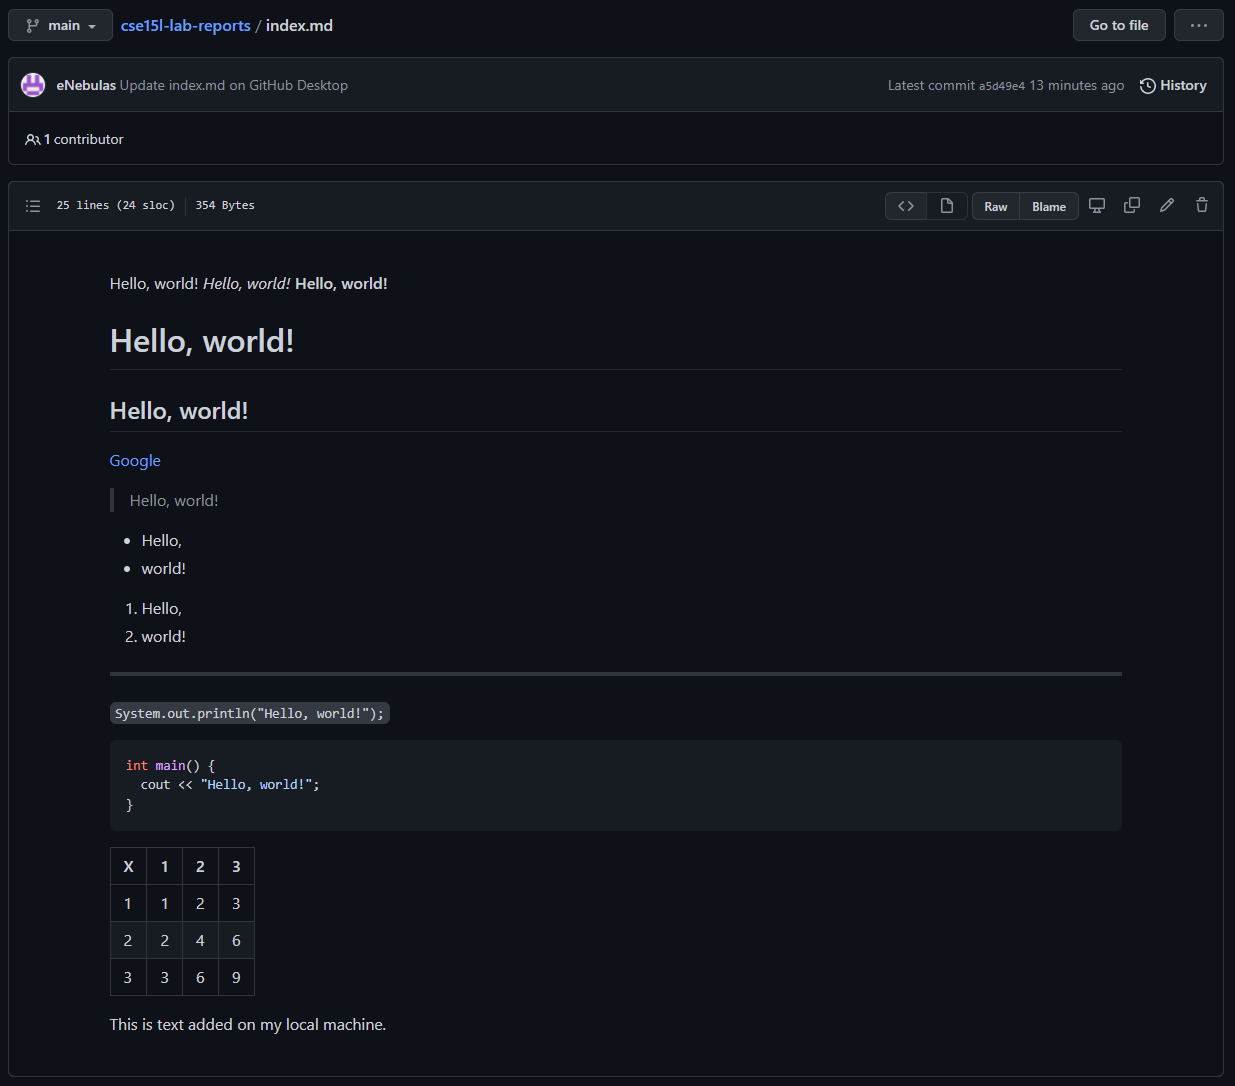 main cse15l-lab-reports / index.md Go to file ...
eNebulas Update index.md on GitHub Desktop Latest commit a5d49e4 13 minutes ago History
1 contributor
25 lines (24 sloc) 354 Bytes <> Raw Blame
Hello, world! Hello, world! Hello, world!
Hello, world!
Hello, world!
Google
Hello, world!
• Hello,
• world!
1. Hello,
2. world!
System.out.println("Hello, world!");
int main() {
  cout << "Hello, world!";
}
X 1 2 3
1 1 2 3
2 2 4 6
3 3 6 9
This is text added on my local machine.